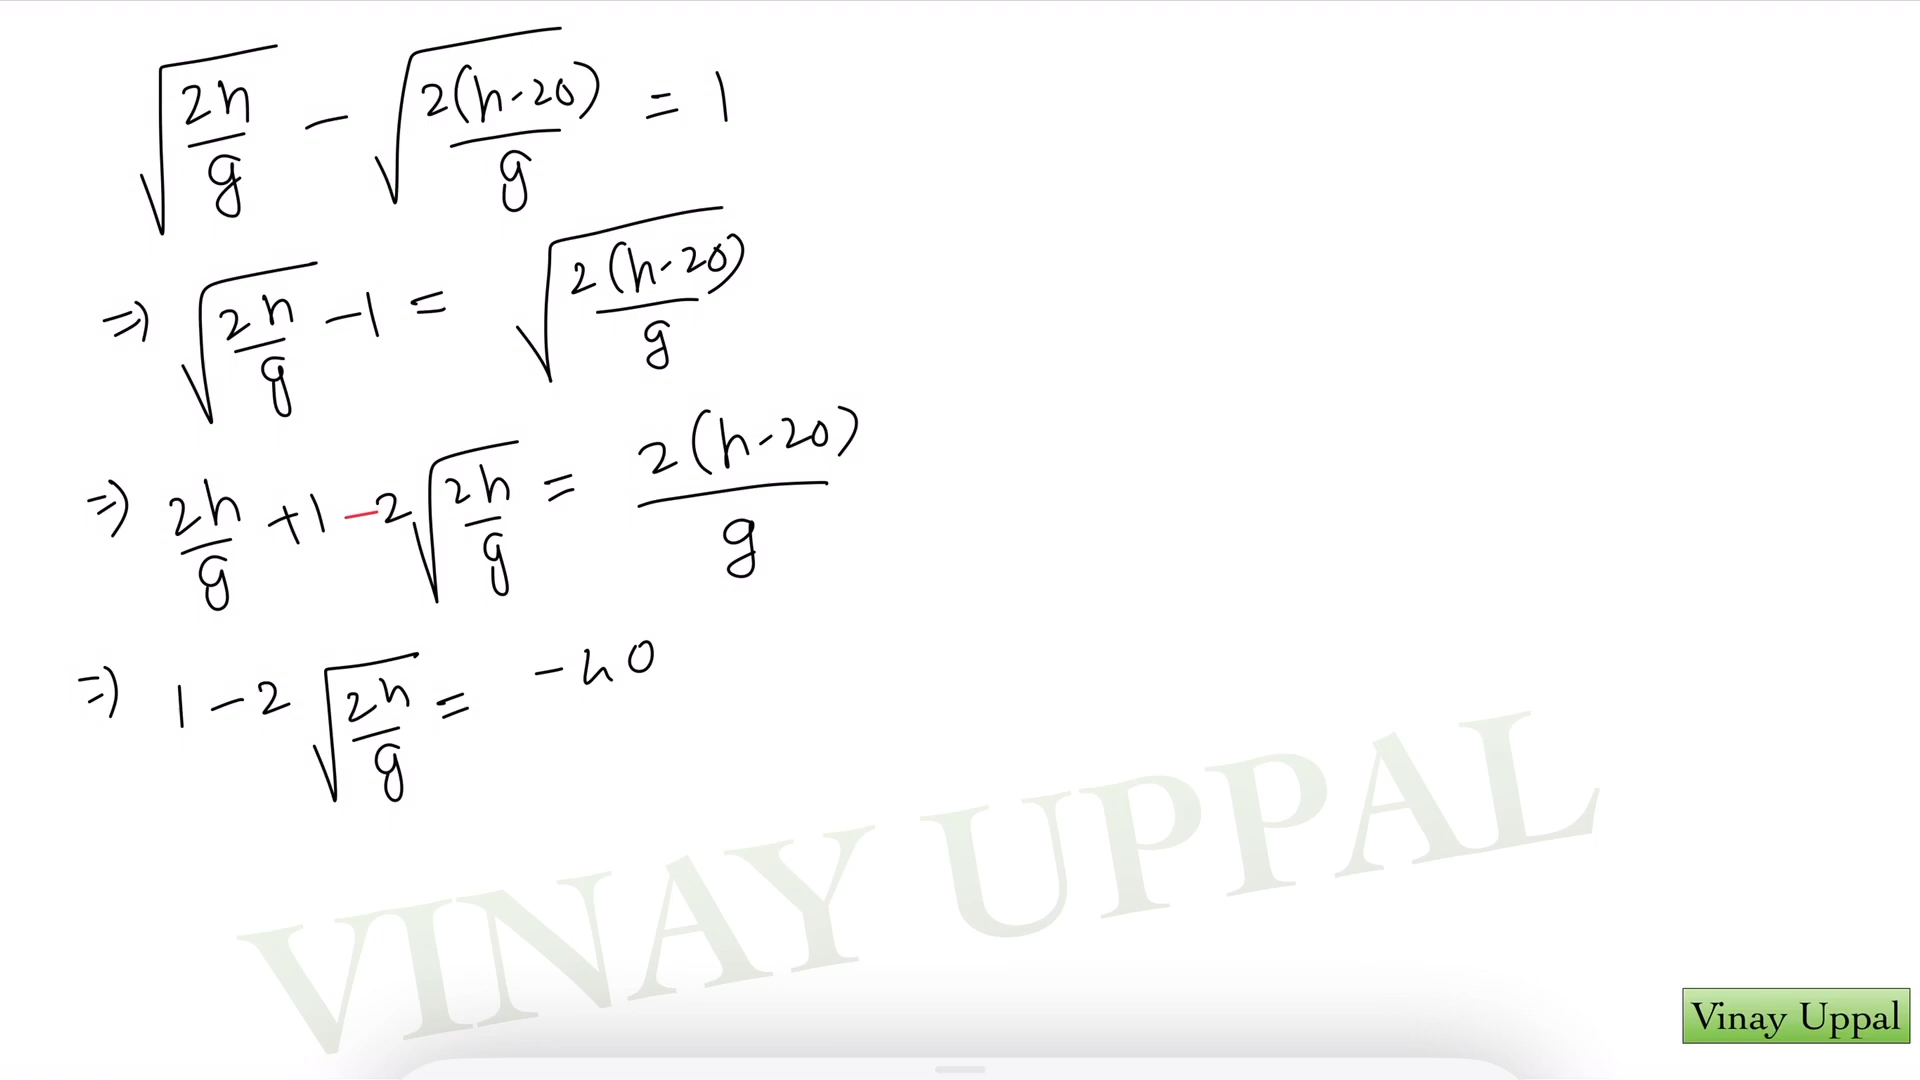 √(2h/g) - √(2(h-20)/g) = 1
⇒ √(2h/g) - 1 = √(2(h-20)/g)
⇒ 2h/g + 1 - 2√(2h/g) = 2(h-20)/g
⇒ 1 - 2√(2h/g) = -40
VINAY UPPAL
Vinay Uppal